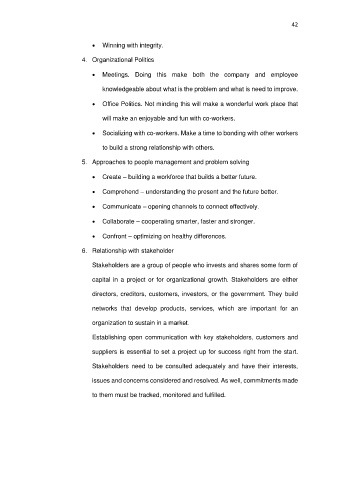 42
• Winning with integrity.
4. Organizational Politics
• Meetings. Doing this make both the company and employee
knowledgeable about what is the problem and what is need to improve.
• Office Politics. Not minding this will make a wonderful work place that
will make an enjoyable and fun with co-workers.
• Socializing with co-workers. Make a time to bonding with other workers
to build a strong relationship with others.
5. Approaches to people management and problem solving
• Create – building a workforce that builds a better future.
• Comprehend – understanding the present and the future better.
• Communicate – opening channels to connect effectively.
• Collaborate – cooperating smarter, faster and stronger.
• Confront – optimizing on healthy differences.
6. Relationship with stakeholder
Stakeholders are a group of people who invests and shares some form of
capital in a project or for organizational growth. Stakeholders are either
directors, creditors, customers, investors, or the government. They build
networks that develop products, services, which are important for an
organization to sustain in a market.
Establishing open communication with key stakeholders, customers and
suppliers is essential to set a project up for success right from the start.
Stakeholders need to be consulted adequately and have their interests,
issues and concerns considered and resolved. As well, commitments made
to them must be tracked, monitored and fulfilled.